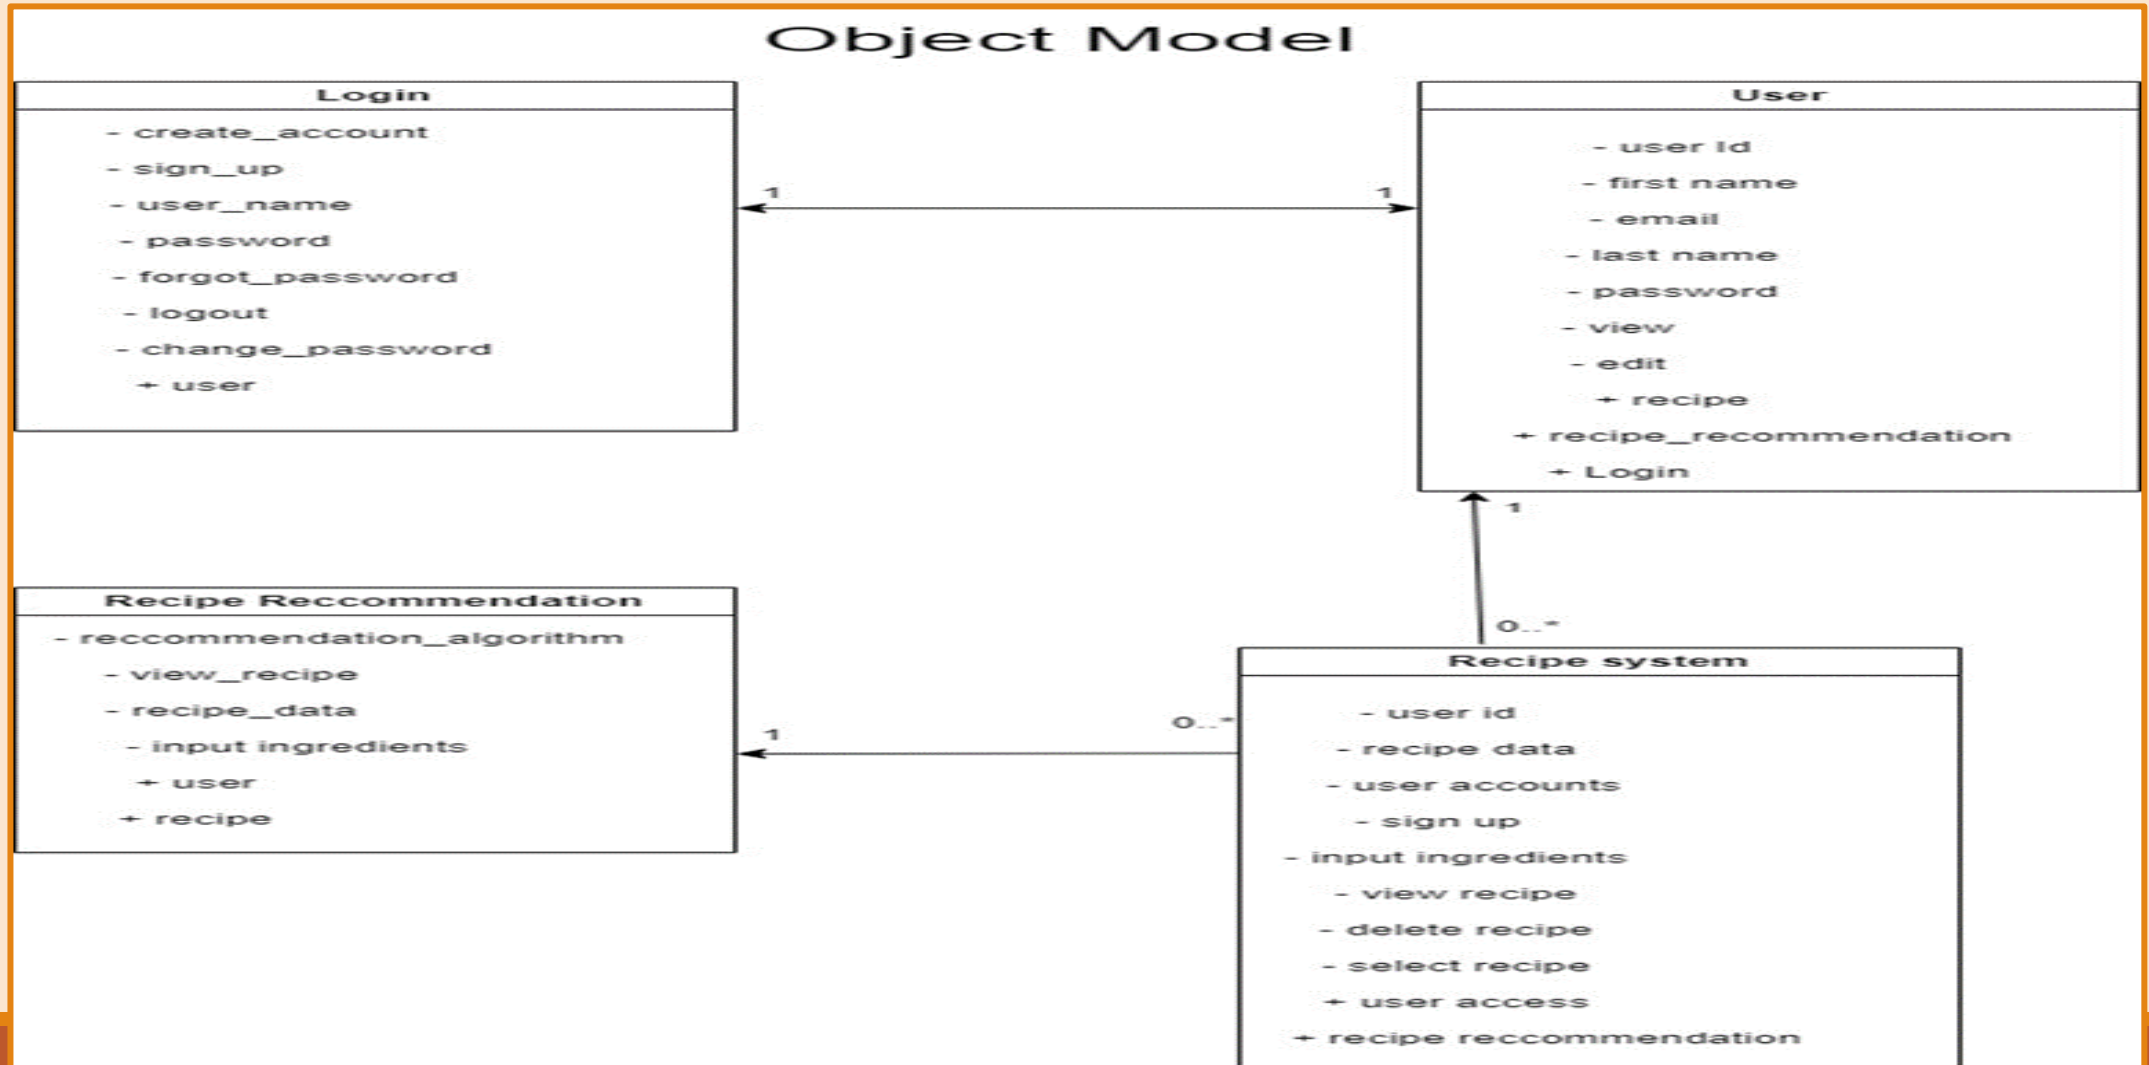 Object Model
Login
- create_account
- sign_up
- user_name
- password
- forgot_password
- logout
- change_password
+ user
1
1
User
- user Id
- first name
- email
- last name
- password
- view
- edit
+ recipe
+ recipe_recommendation
+ Login
1
0..*
Recipe Reccommendation
- reccommendation_algorithm
- view_recipe
- recipe_data
- input ingredients
+ user
+ recipe
1
0..*
Recipe system
- user id
- recipe data
- user accounts
- sign up
- input ingredients
- view recipe
- delete recipe
- select recipe
+ user access
+ recipe reccommendation